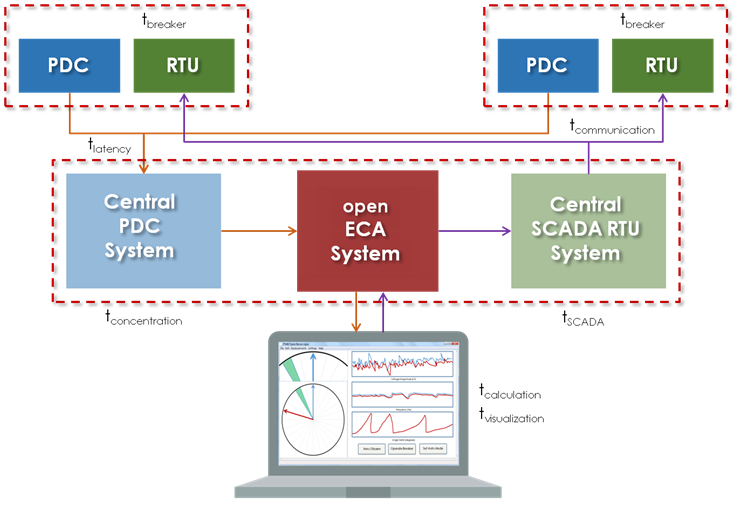 tbreaker
tbreaker
PDC
RTU
PDC
RTU
tcommunication
tlatency
Central
PDC
System
open
ECA
System
Central
SCADA RTU
System
tconcentration
tSCADA
tcalculation
tvisualization